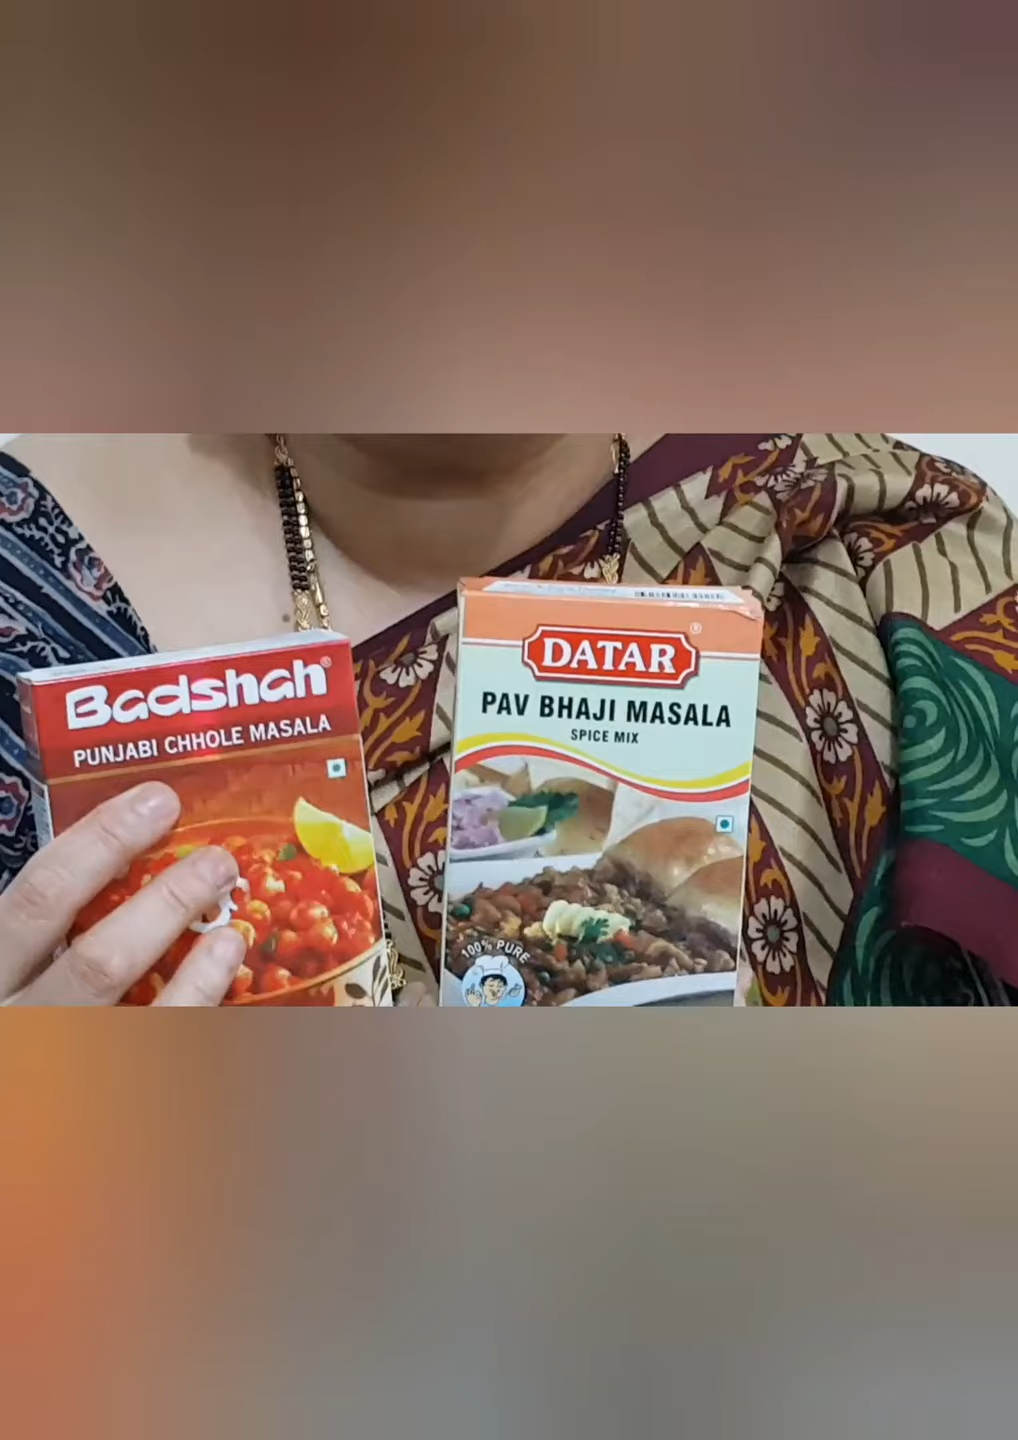 Badshah®
PUNJABI CHHOLE MASALA
DATAR®
PAV BHAJI MASALA
SPICE MIX
100% PURE